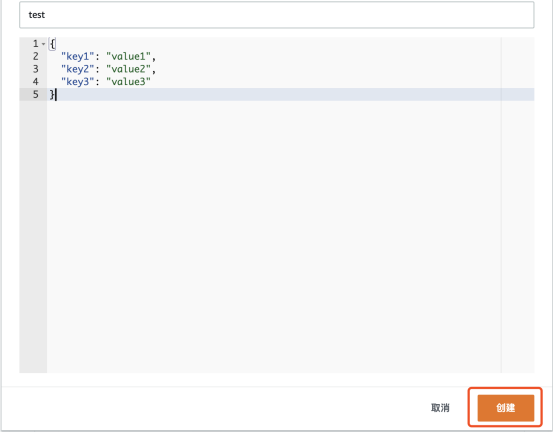 test
1 {
2 "key1": "value1",
3 "key2": "value2",
4 "key3": "value3"
5 }
取消 创建